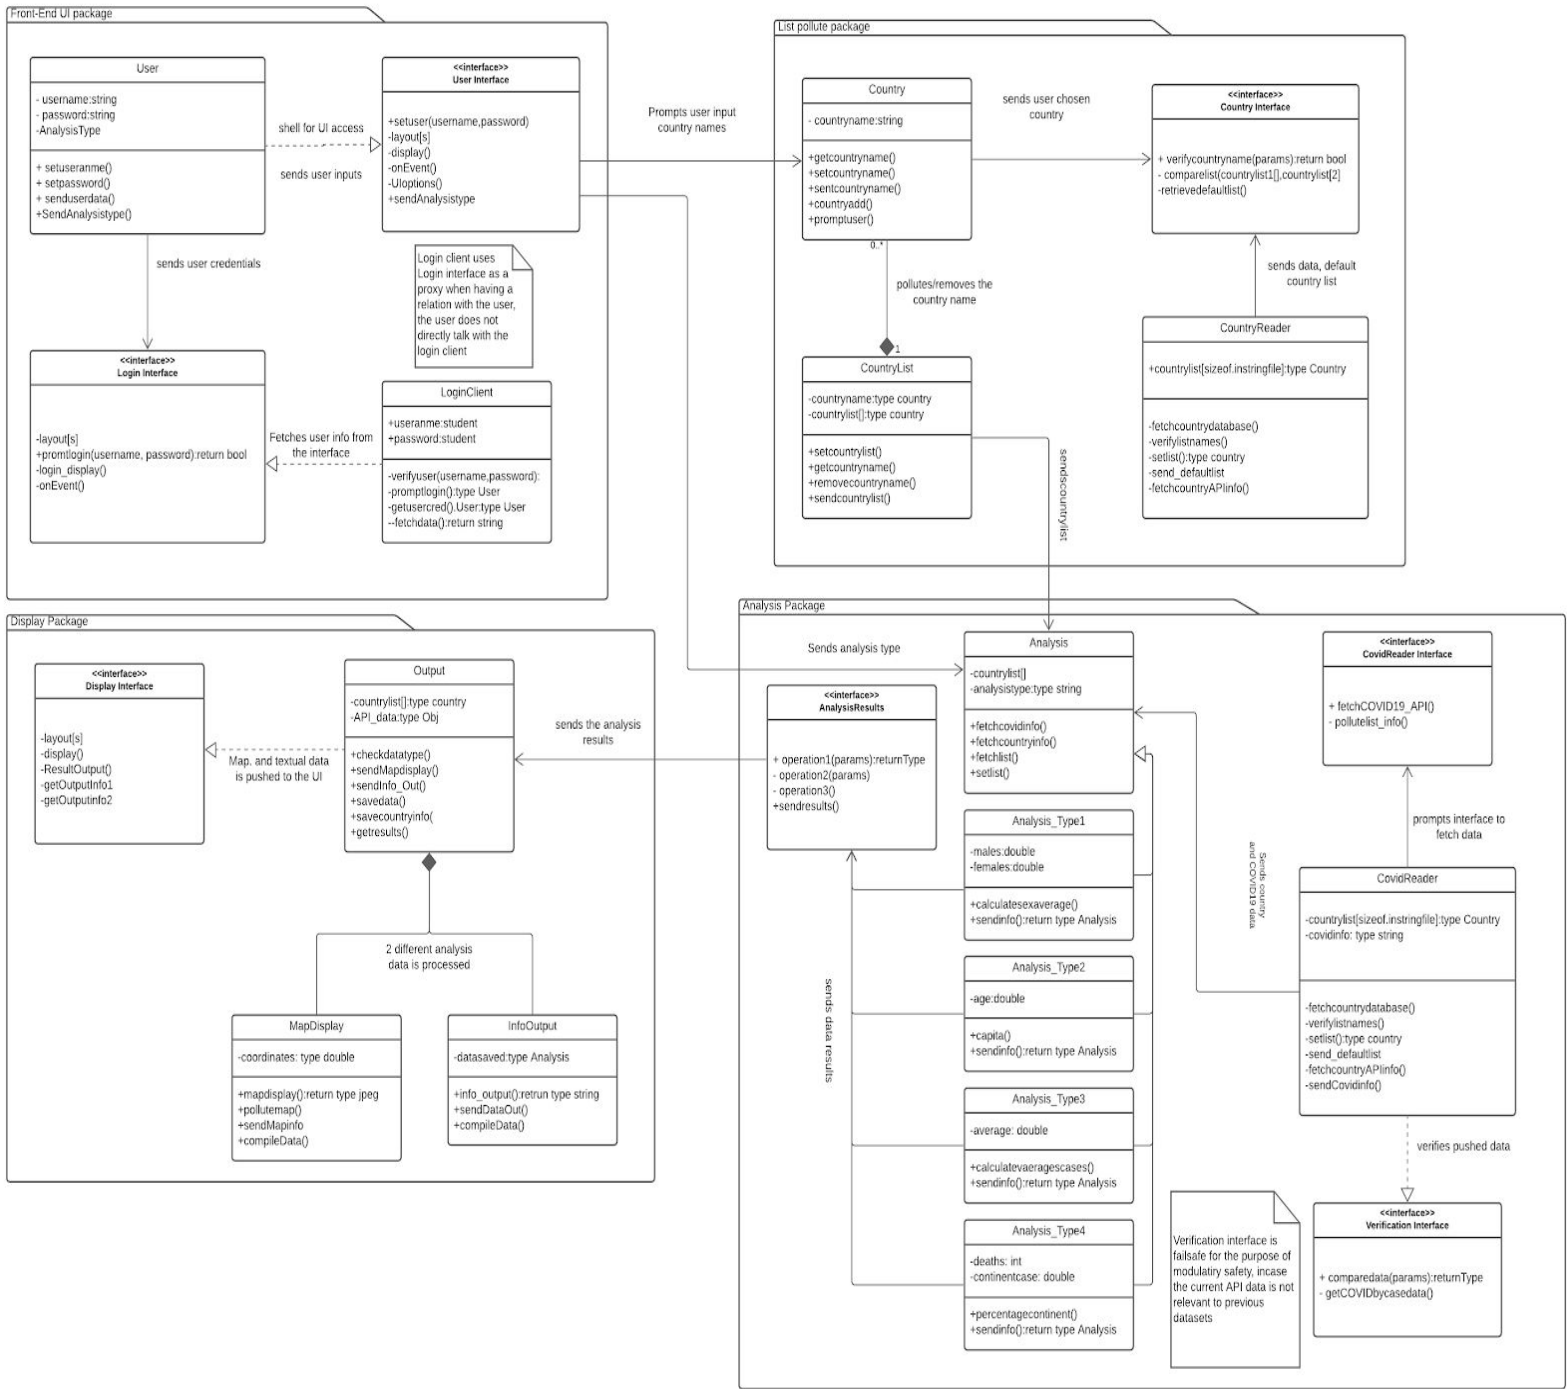 Front-End UI package
User
- username:string
- password:string
-AnalysisType
+ setuseranme()
+ setpassword()
+ senduserdata()
+SendAnalysistype()
shell for UI access
sends user inputs
<<interface>>
User Interface
+setuser(username,password)
-layout[s]
-display()
-onEvent()
-UIoptions()
+sendAnalysistype
sends user credentials
Login client uses
Login interface as a
proxy when having a
relation with the user,
the user does not
directly talk with the
login client
<<interface>>
Login Interface
-layout[s]
+promtlogin(username, password):return bool
-login_display()
-onEvent()
Fetches user info from
the interface
LoginClient
+useranme:student
+password:student
-verifyuser(username,password):
-promptlogin():type User
-getusercred().User:type User
--fetchdata():return string
Prompts user input
country names
List pollute package
Country
- countryname:string
+getcountryname()
+setcountryname()
+sentcountryname()
+countryadd()
+promptuser()
0..*
sends user chosen
country
<<interface>>
Country Interface
+ verifycountryname(params):return bool
- comparelist(countrylist1[],countrylist[2]
-retrievedefaultlist()
pollutes/removes the
country name
1
sends data, default
country list
CountryList
-countryname:type country
-countrylist[]:type country
+setcountrylist()
+getcountryname()
+removecountryname()
+sendcountrylist()
CountryReader
+countrylist[sizeof.instringfile]:type Country
-fetchcountrydatabase()
-verifylistnames()
-setlist():type country
-send_defaultlist
-fetchcountryAPIinfo()
sendscountrylist
Display Package
<<interface>>
Display Interface
-layout[s]
-display()
-ResultOutput()
-getOutputInfo1
-getOutputinfo2
Map, and textual data
is pushed to the UI
Output
-countrylist[]:type country
-API_data:type Obj
+checkdatatype()
+sendMapdisplay()
+sendInfo_Out()
+savedata()
+savecountryinfo(
+getresults()
sends the analysis
results
2 different analysis
data is processed
MapDisplay
-coordinates: type double
+mapdisplay():return type jpeg
+pollutemap()
+sendMapinfo
+compileData()
InfoOutput
-datasaved:type Analysis
+info_output():retrun type string
+sendDataOut()
+compileData()
Analysis Package
Sends analysis type
<<interface>>
AnalysisResults
+ operation1(params):returnType
- operation2(params)
- operation3()
+sendresults()
Analysis
-countrylist[]
-analysistype:type string
+fetchcovidinfo()
+fetchcountryinfo()
+fetchlist()
+setlist()
Analysis_Type1
-males:double
-females:double
+calculatesexaverage()
+sendinfo():return type Analysis
Analysis_Type2
-age:double
+capita()
+sendinfo():return type Analysis
Analysis_Type3
-average: double
+calculatevaeragescases()
+sendinfo():return type Analysis
Analysis_Type4
-deaths: int
-continentcase: double
+percentagecontinent()
+sendinfo():return type Analysis
sends data results
Sends country
and COVID19 data
<<interface>>
CovidReader Interface
+ fetchCOVID19_API()
- pollutelist_info()
prompts interface to
fetch data
CovidReader
-countrylist[sizeof.instringfile]:type Country
-covidinfo: type string
-fetchcountrydatabase()
-verifylistnames()
-setlist():type country
-send_defaultlist
-fetchcountryAPIinfo()
-sendCovidinfo()
verifies pushed data
Verification interface is
failsafe for the purpose of
modulatiry safety, incase
the current API data is not
relevant to previous
datasets
<<interface>>
Verification Interface
+ comparedata(params):returnType
- getCOVIDbycasedata()